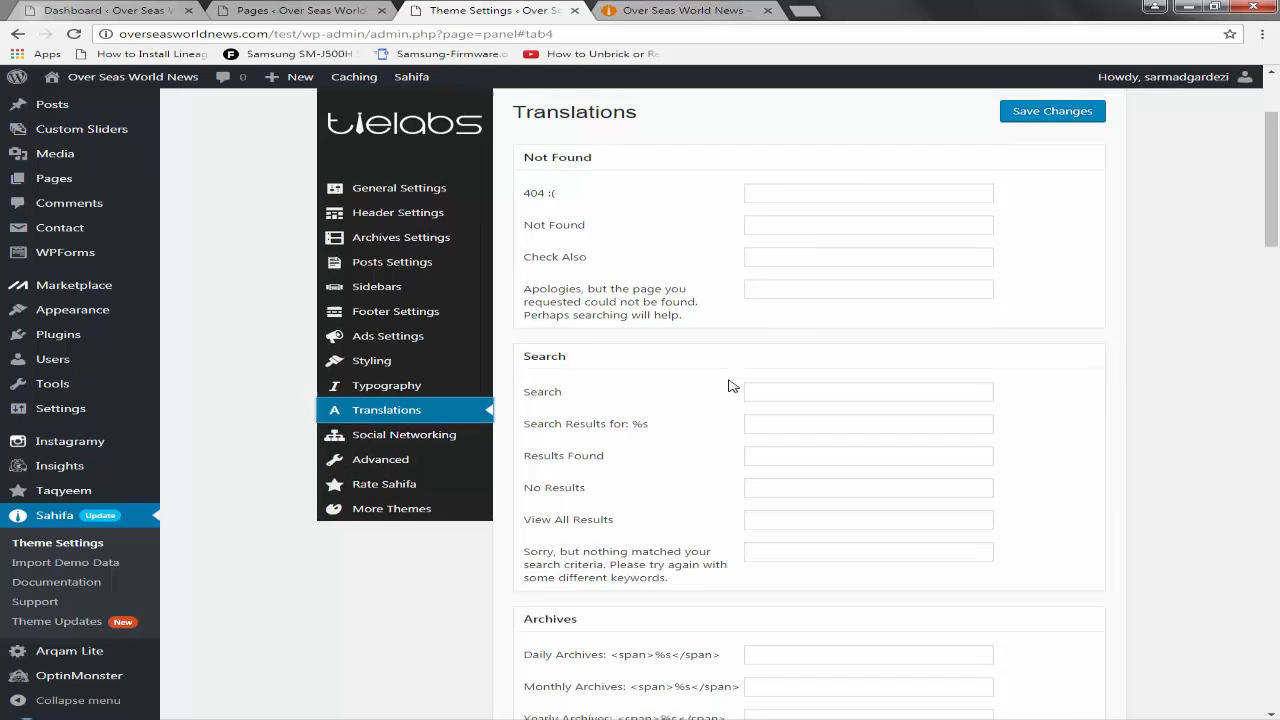 Dashboard ‹ Over Seas W
Pages ‹ Over Seas World
Theme Settings ‹ Over Se
Over Seas World News –
overseasworldnews.com/test/wp-admin/admin.php?page=panel#tab4
Apps
How to Install Lineag
Samsung SM-J500H
Samsung-Firmware.c
How to Unbrick or Re
Over Seas World News
0
New
Caching
Sahifa
Howdy, sarmadgardezi
Posts
Custom Sliders
Media
Pages
Comments
Contact
WPForms
Marketplace
Appearance
Plugins
Users
Tools
Settings
Instagramy
Insights
Taqyeem
Sahifa Update
Theme Settings
Import Demo Data
Documentation
Support
Theme Updates New
Arqam Lite
OptinMonster
Collapse menu
tielabs
General Settings
Header Settings
Archives Settings
Posts Settings
Sidebars
Footer Settings
Ads Settings
Styling
Typography
Translations
Social Networking
Advanced
Rate Sahifa
More Themes
Translations
Save Changes
Not Found
404 :(
Not Found
Check Also
Apologies, but the page you
requested could not be found.
Perhaps searching will help.
Search
Search
Search Results for: %s
Results Found
No Results
View All Results
Sorry, but nothing matched your
search criteria. Please try again with
some different keywords.
Archives
Daily Archives: <span>%s</span>
Monthly Archives: <span>%s</span>
Yearly Archives: <span>%s</span>